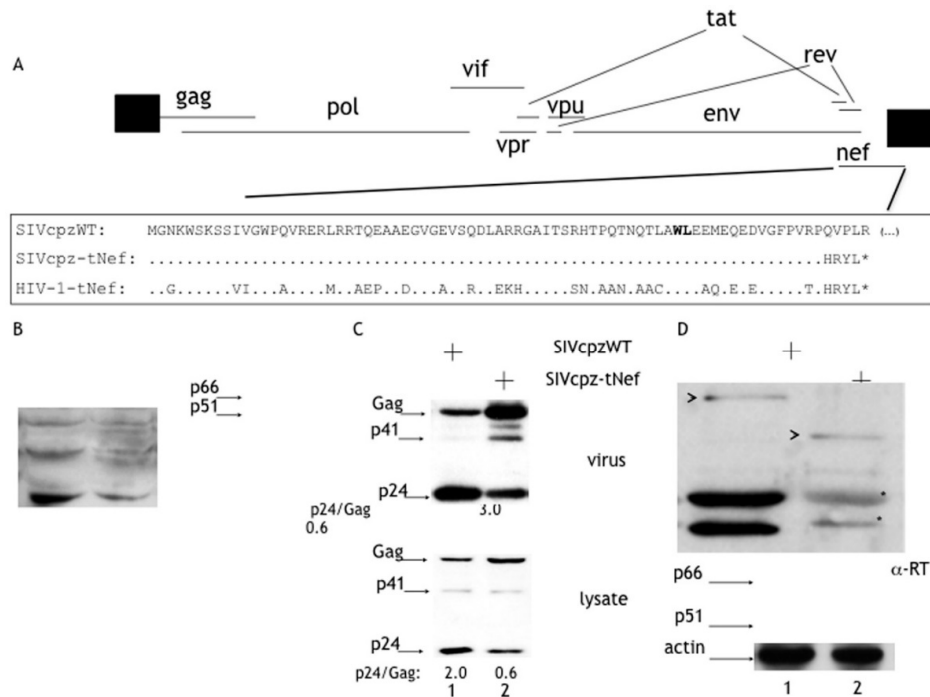 A
tat
rev
vif
gag
pol
vpu
env
vpr
nef
SIVcpzWT: MGNKWSKSSIVGWPQVRERLRRTQEAAEGVGEVSQDLARRGAITSRHTPQTNQTLAWLEEMEQEDVGFPVRPQVPLR (...)
SIVcpz-tNef: .........................................................................HRYL*
HIV-1-tNef: ..G......VI...A....M..AEP..D...A..R..EKH.....SN.AAN.AAC....AQ.E.E.....T.HRYL*
B
C
D
SIVcpzWT
SIVcpz-tNef
+
+
+
+
p66
p51
Gag
p41
p24
virus
>
>
*
*
p24/Gag
3.0
0.6
α-RT
Gag
p41
p24
lysate
p66
p51
actin
p24/Gag: 2.0 0.6
1 2
1 2